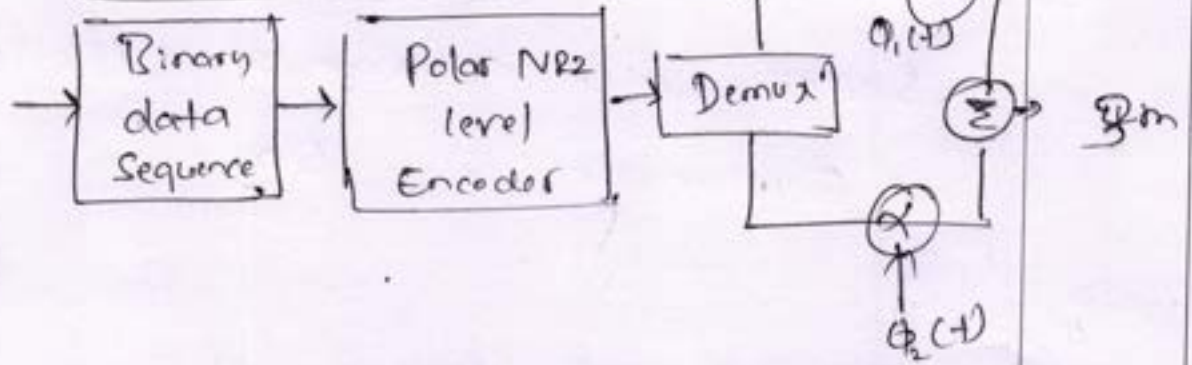 Binary
data
Sequence
Polar NRZ
level
Encoder
Demux
Φ₁(t)
Σ
Φ₂(t)